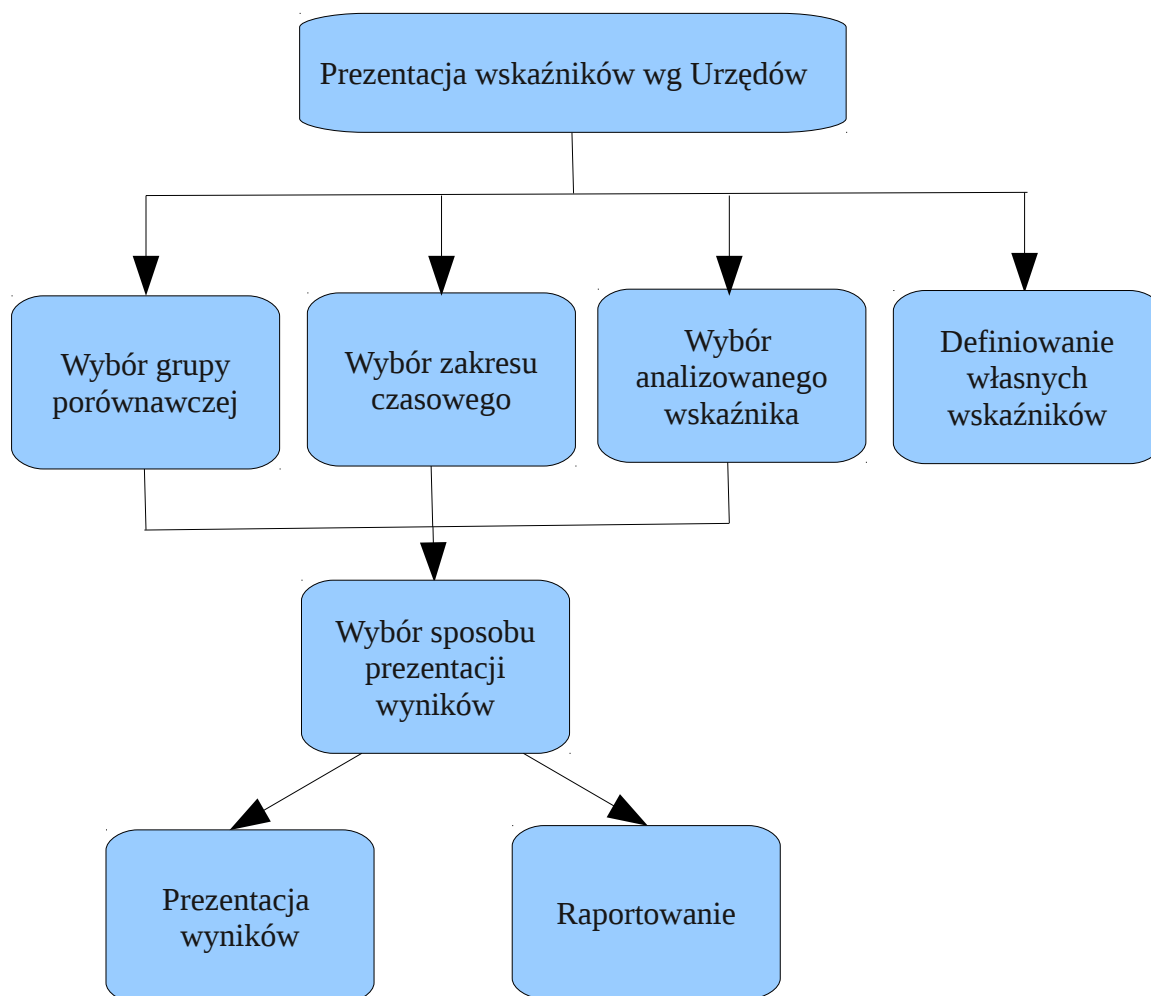 Prezentacja wskaźników wg Urzędów
Wybór grupy
porównawczej
Wybór zakresu
czasowego
Wybór
analizowanego
wskaźnika
Definiowanie
własnych
wskaźników
Wybór sposobu
prezentacji
wyników
Prezentacja
wyników
Raportowanie